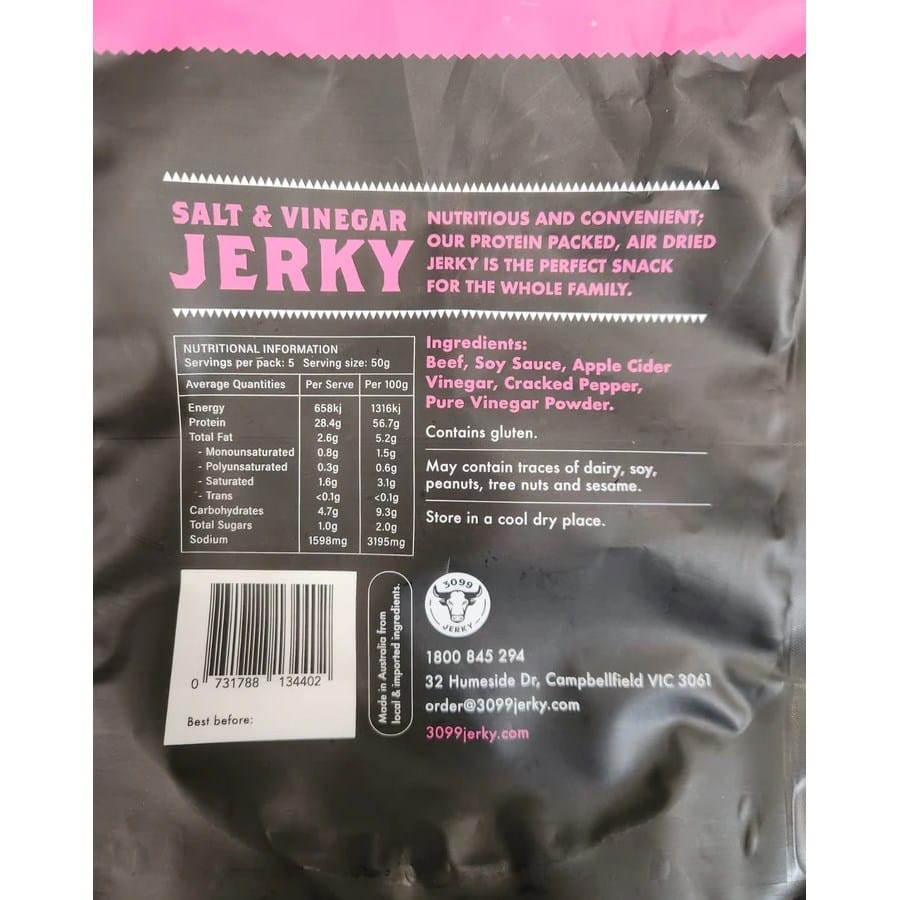 SALT & VINEGAR
JERKY
NUTRITIOUS AND CONVENIENT;
OUR PROTEIN PACKED, AIR DRIED
JERKY IS THE PERFECT SNACK
FOR THE WHOLE FAMILY.
NUTRITIONAL INFORMATION
Servings per pack: 5 Serving size: 50g
Average Quantities Per Serve Per 100g
Energy 658kj 1316kj
Protein 28.4g 56.7g
Total Fat 2.6g 5.2g
- Monounsaturated 0.8g 1.5g
- Polyunsaturated 0.3g 0.6g
- Saturated 1.6g 3.1g
- Trans <0.1g <0.1g
Carbohydrates 4.7g 9.3g
Total Sugars 1.0g 2.0g
Sodium 1598mg 3195mg
Ingredients:
Beef, Soy Sauce, Apple Cider
Vinegar, Cracked Pepper,
Pure Vinegar Powder.
Contains gluten.
May contain traces of dairy, soy,
peanuts, tree nuts and sesame.
Store in a cool dry place.
0 731788 134402
Best before:
Made in Australia from
local & imported ingredients.
3099
JERKY
1800 845 294
32 Humeside Dr, Campbellfield VIC 3061
order@3099jerky.com
3099jerky.com